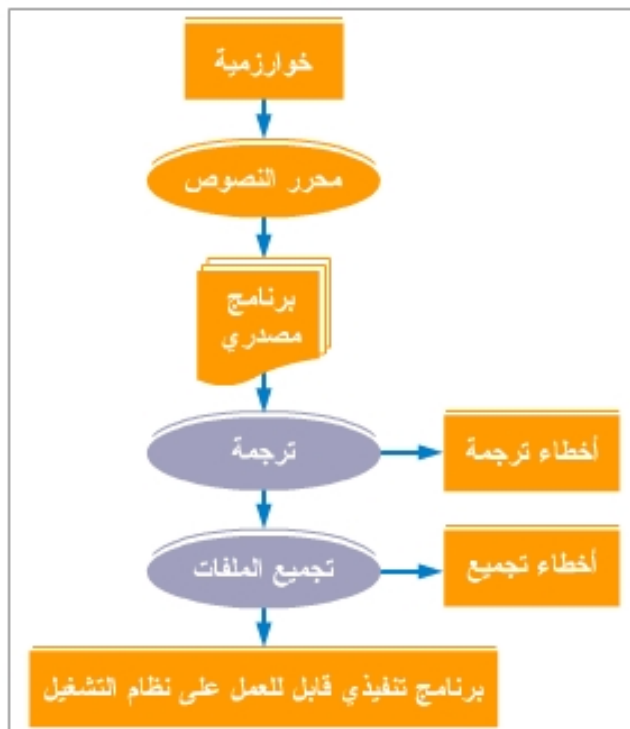 خوارزمية
محرر النصوص
برنامج
مصدري
ترجمة
أخطاء ترجمة
تجميع الملفات
أخطاء تجميع
برنامج تنفيذي قابل للعمل على نظام التشغيل